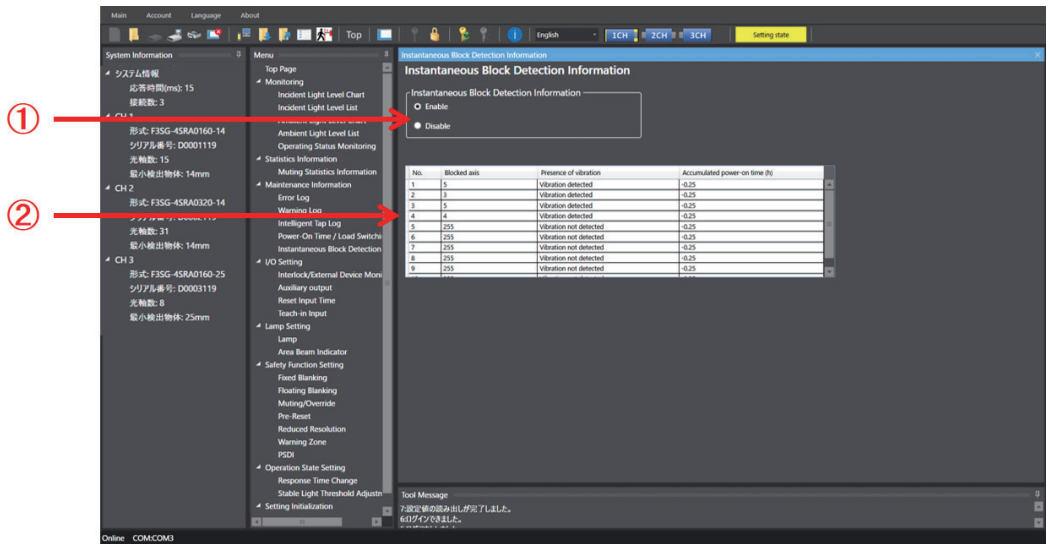 Main Account Language About
Top English 1CH 2CH 3CH Setting state
System Information
システム情報
応答時間(ms): 15
接続数: 3
CH 1
形式: F3SG-4SRA0160-14
シリアル番号: D0001119
光軸数: 15
最小検出物体: 14mm
CH 2
形式: F3SG-4SRA0320-14
シリアル番号: D0002119
光軸数: 31
最小検出物体: 14mm
CH 3
形式: F3SG-4SRA0160-25
シリアル番号: D0003119
光軸数: 8
最小検出物体: 25mm
Menu
Top Page
Monitoring
Incident Light Level Chart
Incident Light Level List
Ambient Light Level Chart
Ambient Light Level List
Operating Status Monitoring
Statistics Information
Muting Statistics Information
Maintenance Information
Error Log
Warning Log
Intelligent Tap Log
Power-On Time / Load Switchi
Instantaneous Block Detection
I/O Setting
Interlock/External Device Moni
Auxiliary output
Reset Input Time
Teach-in Input
Lamp Setting
Lamp
Area Beam Indicator
Safety Function Setting
Fixed Blanking
Floating Blanking
Muting/Override
Pre-Reset
Reduced Resolution
Warning Zone
PSDI
Operation State Setting
Response Time Change
Stable Light Threshold Adjustn
Setting Initialization
Instantaneous Block Detection Information
Instantaneous Block Detection Information
Instantaneous Block Detection Information
① Enable
Disable
② No. Blocked axis Presence of vibration Accumulated power-on time (h)
1 5 Vibration detected -0.25
2 3 Vibration detected -0.25
3 5 Vibration detected -0.25
4 4 Vibration detected -0.25
5 255 Vibration not detected -0.25
6 255 Vibration not detected -0.25
7 255 Vibration not detected -0.25
8 255 Vibration not detected -0.25
9 255 Vibration not detected -0.25
Tool Message
7:設定値の読み出しが完了しました。
6:ログインできました。
Online COM:COM3